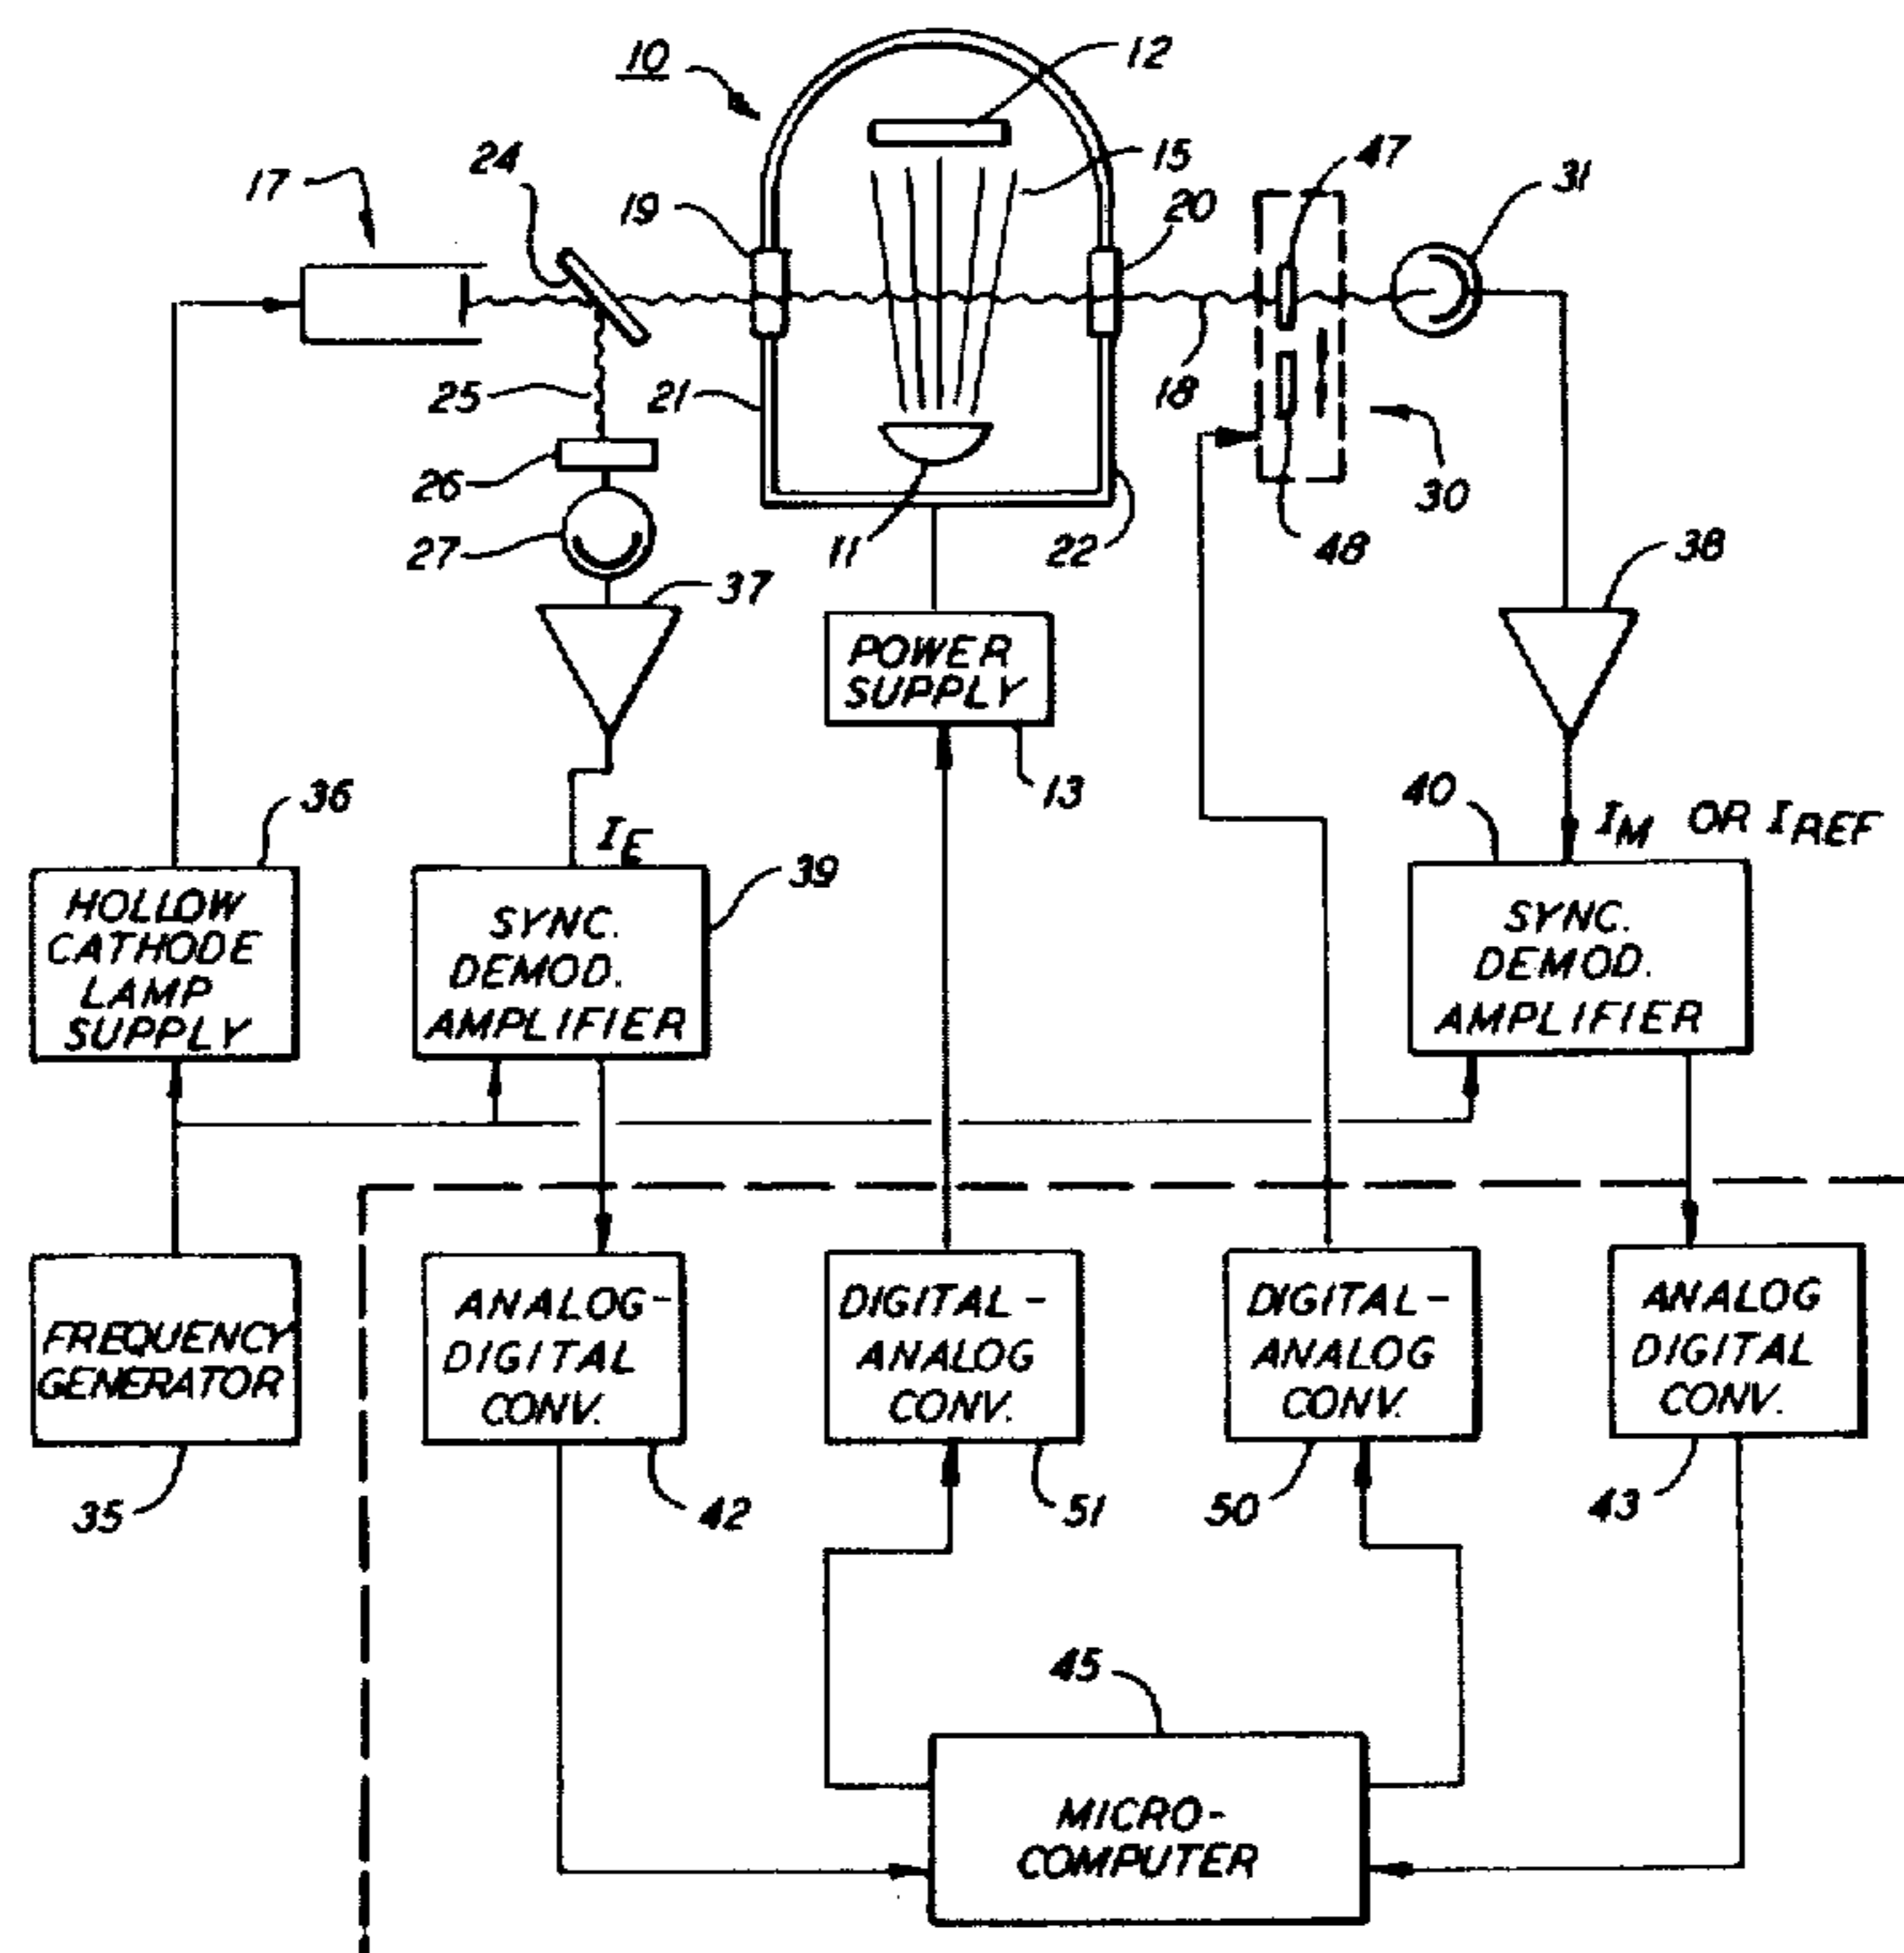 10
12
17
24
19
15
20
47
31
25
21
18
26
30
27
11
22
48
38
37
POWER
SUPPLY
13
36
40
I_E
I_M OR I_REF
39
HOLLOW
CATHODE
LAMP
SUPPLY
SYNC.
DEMOD.
AMPLIFIER
SYNC.
DEMOD.
AMPLIFIER
FREQUENCY
GENERATOR
35
ANALOG-
DIGITAL
CONV.
42
DIGITAL-
ANALOG
CONV.
51
DIGITAL-
ANALOG
CONV.
50
ANALOG
DIGITAL
CONV.
43
45
MICRO-
COMPUTER